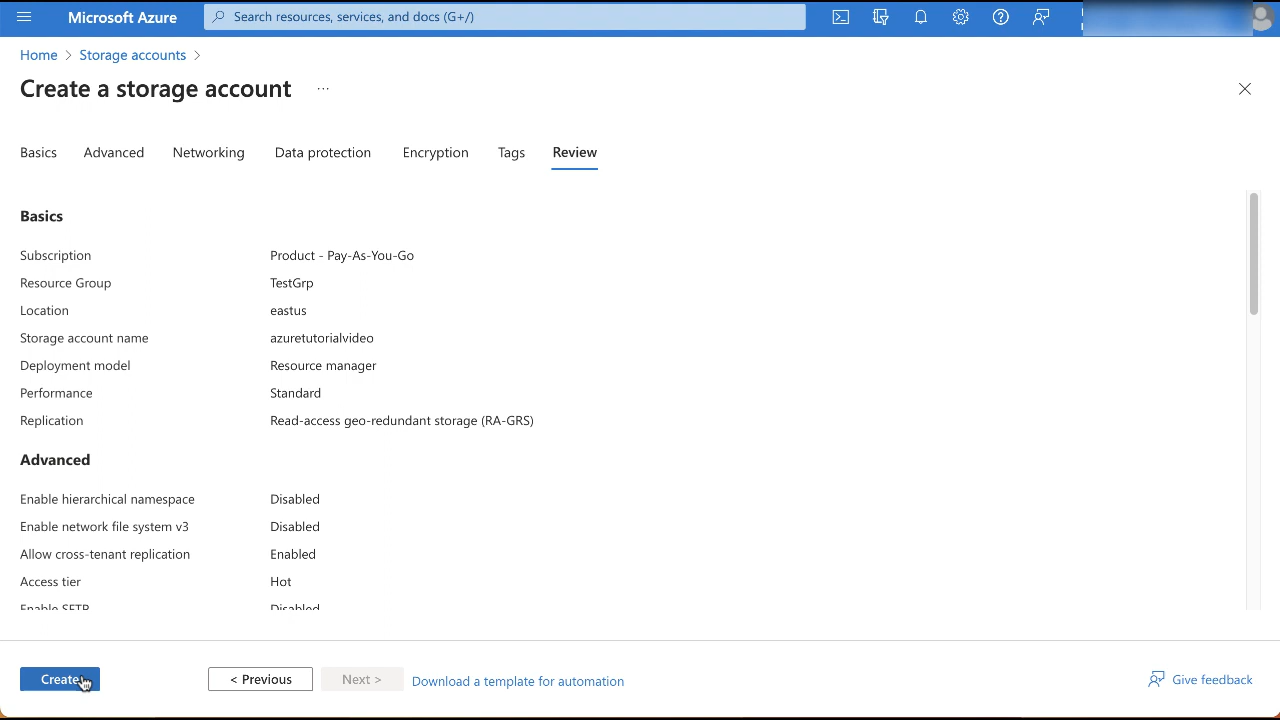 Microsoft Azure
Search resources, services, and docs (G+/)
Home > Storage accounts >
Create a storage account ...
Basics Advanced Networking Data protection Encryption Tags Review
Basics
Subscription Product - Pay-As-You-Go
Resource Group TestGrp
Location eastus
Storage account name azuretutorialvideo
Deployment model Resource manager
Performance Standard
Replication Read-access geo-redundant storage (RA-GRS)
Advanced
Enable hierarchical namespace Disabled
Enable network file system v3 Disabled
Allow cross-tenant replication Enabled
Access tier Hot
Enable SFTP Disabled
Create < Previous Next > Download a template for automation Give feedback